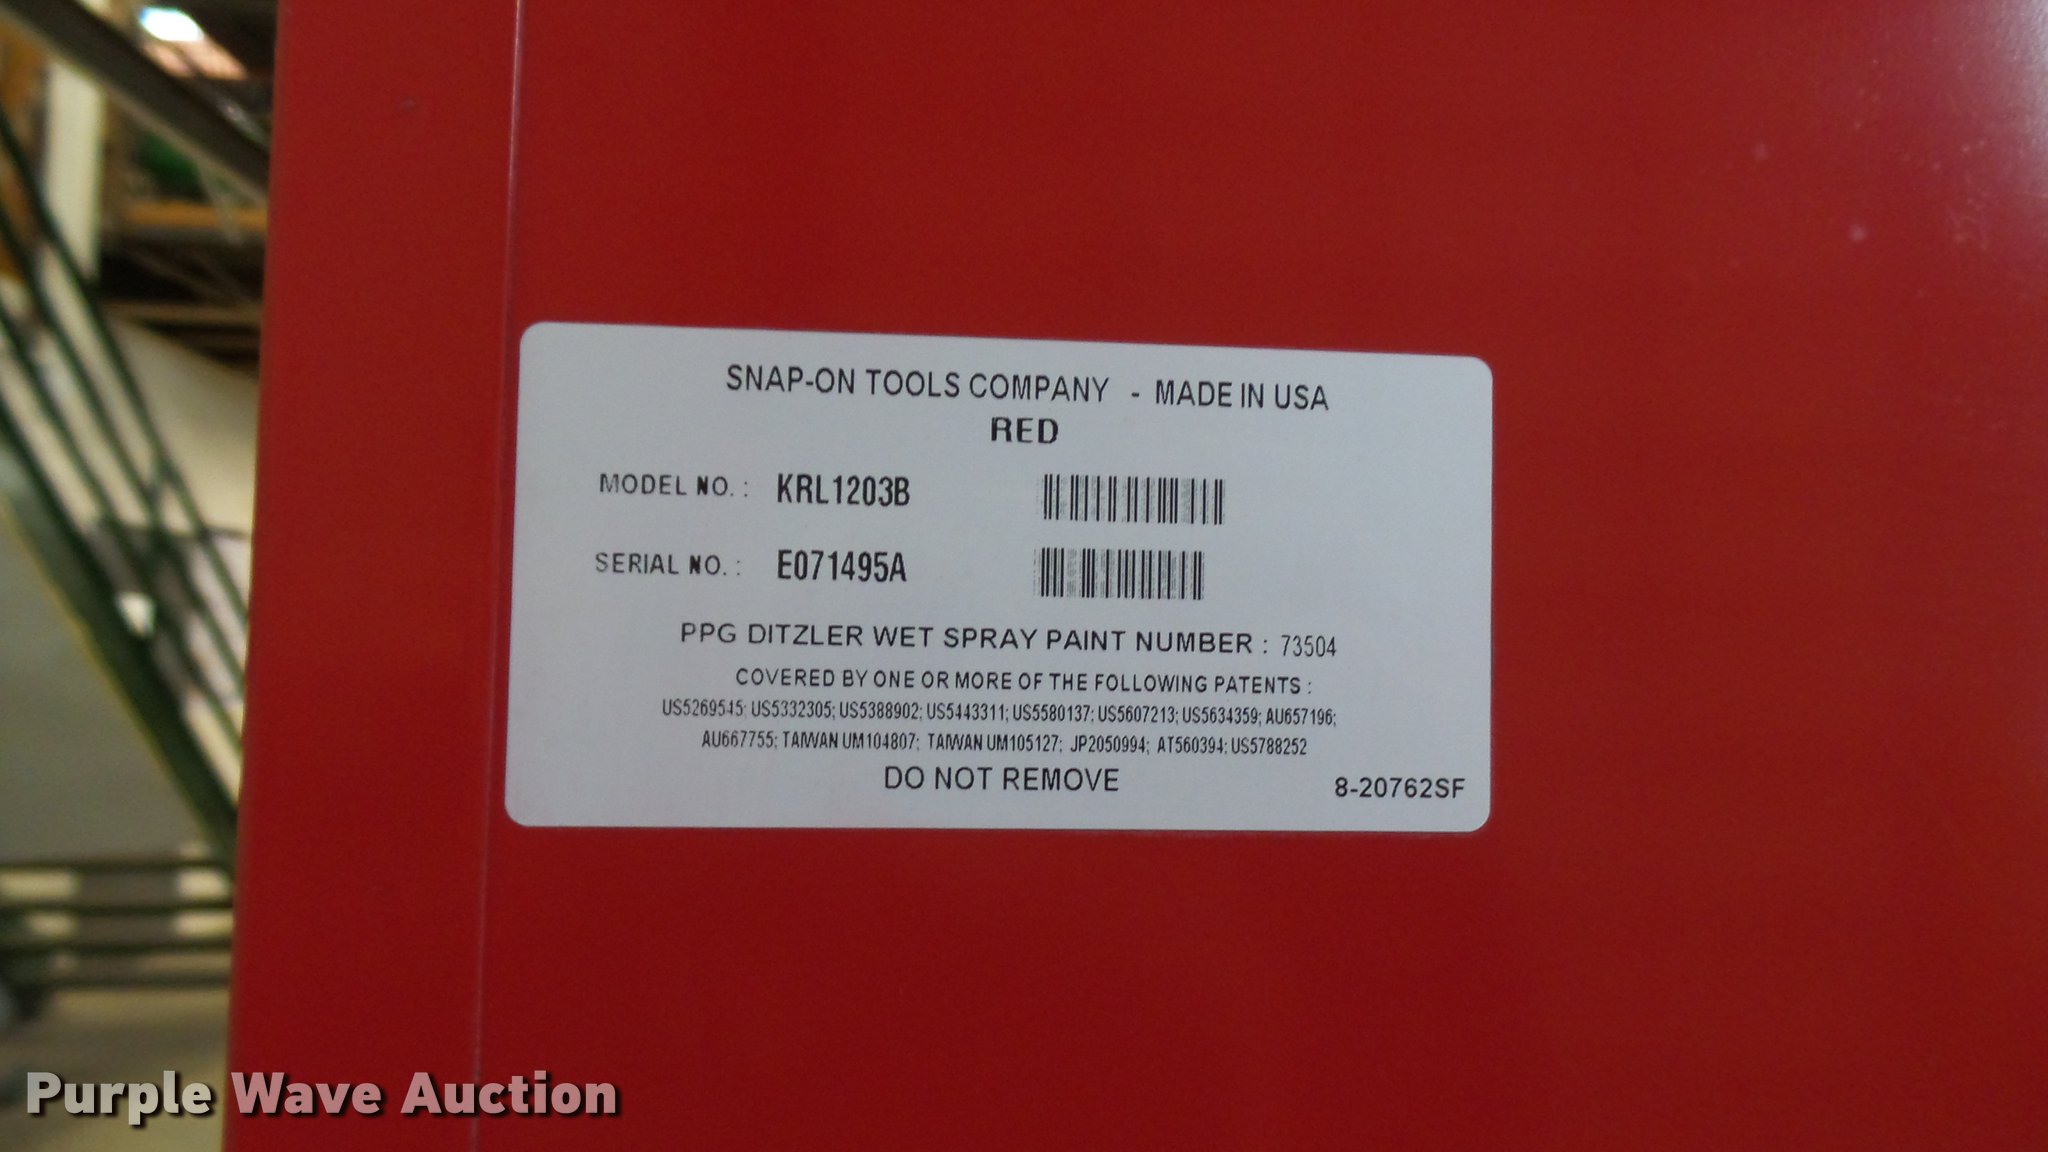 SNAP-ON TOOLS COMPANY - MADE IN USA
RED
MODEL NO. : KRL1203B
SERIAL NO. : E071495A
PPG DITZLER WET SPRAY PAINT NUMBER : 73504
COVERED BY ONE OR MORE OF THE FOLLOWING PATENTS :
US5269545; US5332305; US5388902; US5443311; US5580137; US5607213; US5634359; AU657196;
AU667755; TAIWAN UM104807; TAIWAN UM105127; JP2050994; AT560394; US5788252
DO NOT REMOVE 8-20762SF
Purple Wave Auction